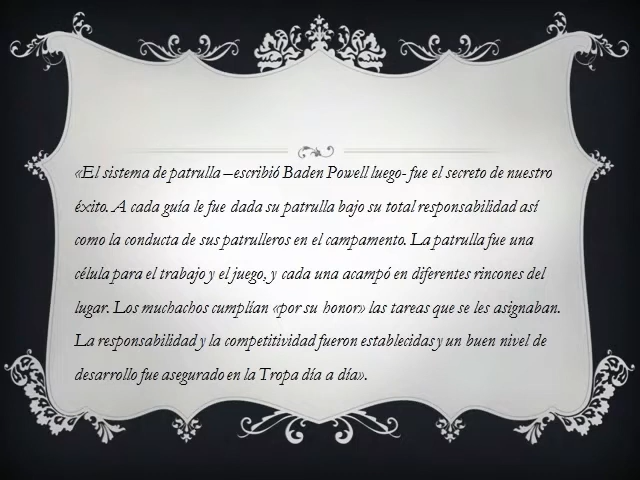 «El sistema de patrulla –escribió Baden Powell luego- fue el secreto de nuestro
éxito. A cada guía le fue dada su patrulla bajo su total responsabilidad así
como la conducta de sus patrulleros en el campamento. La patrulla fue una
célula para el trabajo y el juego, y cada una acampó en diferentes rincones del
lugar. Los muchachos cumplían «por su honor» las tareas que se les asignaban.
La responsabilidad y la competitividad fueron establecidas y un buen nivel de
desarrollo fue asegurado en la Tropa día a día».